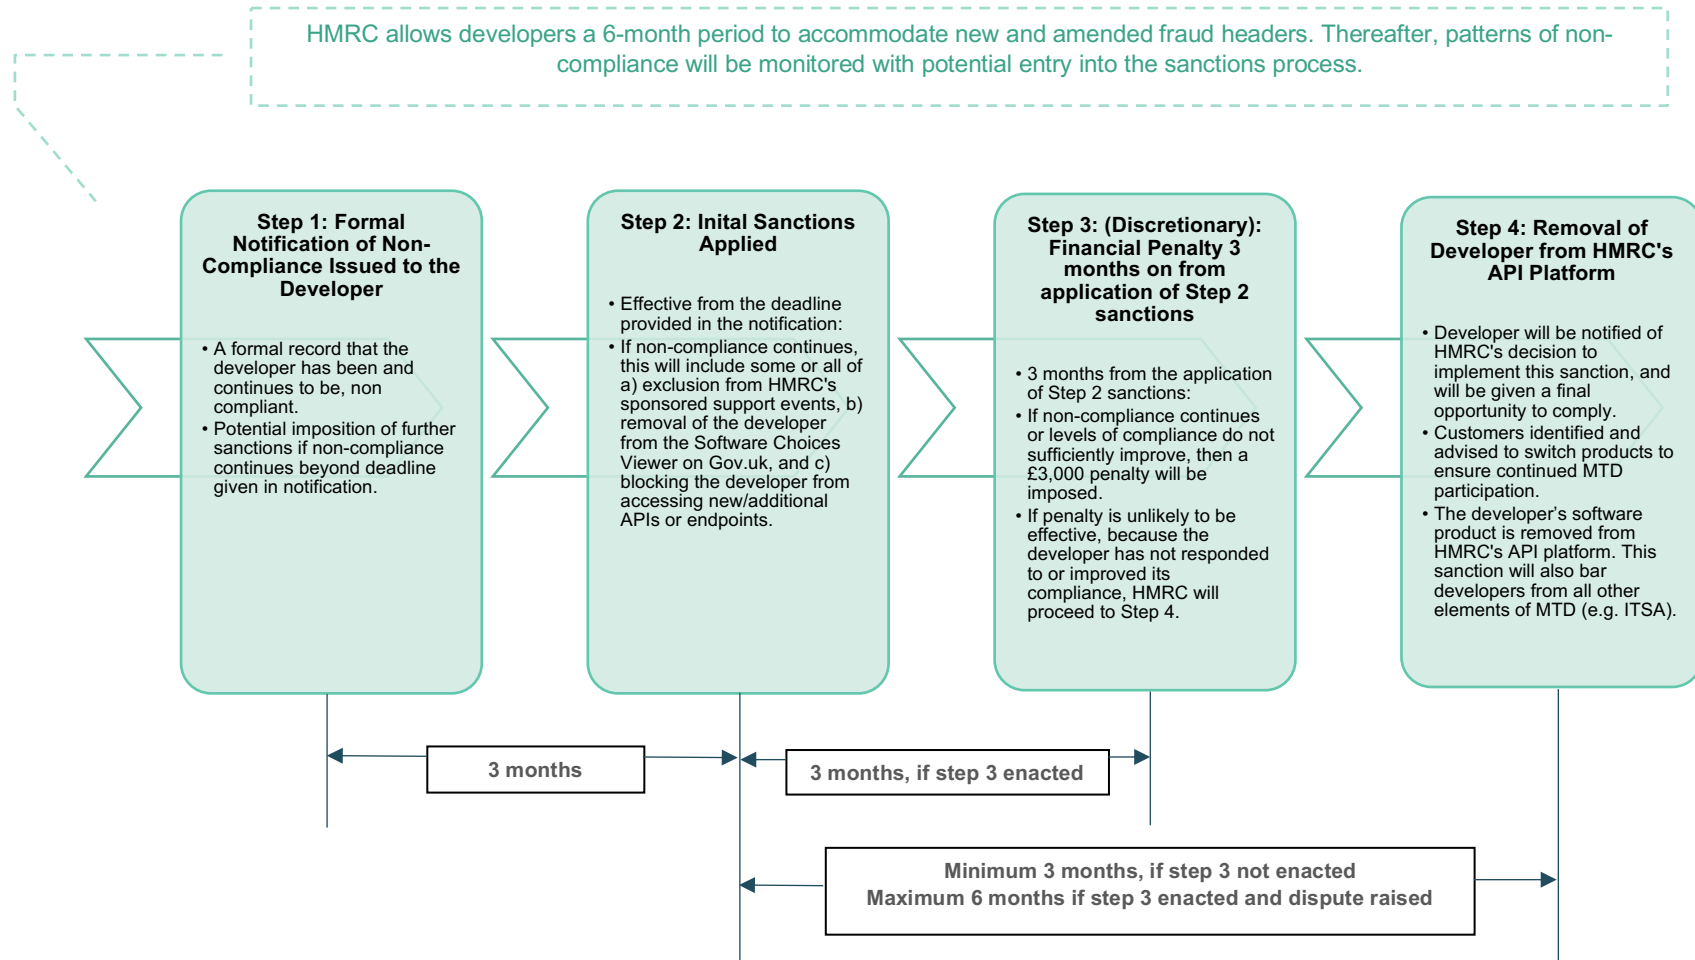 HMRC allows developers a 6-month period to accommodate new and amended fraud headers. Thereafter, patterns of non-
compliance will be monitored with potential entry into the sanctions process.
Step 1: Formal
Notification of Non-
Compliance Issued to the
Developer
• A formal record that the
developer has been and
continues to be, non
compliant.
• Potential imposition of further
sanctions if non-compliance
continues beyond deadline
given in notification.
Step 2: Inital Sanctions
Applied
• Effective from the deadline
provided in the notification:
• If non-compliance continues,
this will include some or all of
a) exclusion from HMRC's
sponsored support events, b)
removal of the developer
from the Software Choices
Viewer on Gov.uk, and c)
blocking the developer from
accessing new/additional
APIs or endpoints.
Step 3: (Discretionary):
Financial Penalty 3
months on from
application of Step 2
sanctions
• 3 months from the application
of Step 2 sanctions:
• If non-compliance continues
or levels of compliance do not
sufficiently improve, then a
£3,000 penalty will be
imposed.
• If penalty is unlikely to be
effective, because the
developer has not responded
to or improved its
compliance, HMRC will
proceed to Step 4.
Step 4: Removal of
Developer from HMRC's
API Platform
• Developer will be notified of
HMRC's decision to
implement this sanction, and
will be given a final
opportunity to comply.
• Customers identified and
advised to switch products to
ensure continued MTD
participation.
• The developer’s software
product is removed from
HMRC's API platform. This
sanction will also bar
developers from all other
elements of MTD (e.g. ITSA).
3 months
3 months, if step 3 enacted
Minimum 3 months, if step 3 not enacted
Maximum 6 months if step 3 enacted and dispute raised